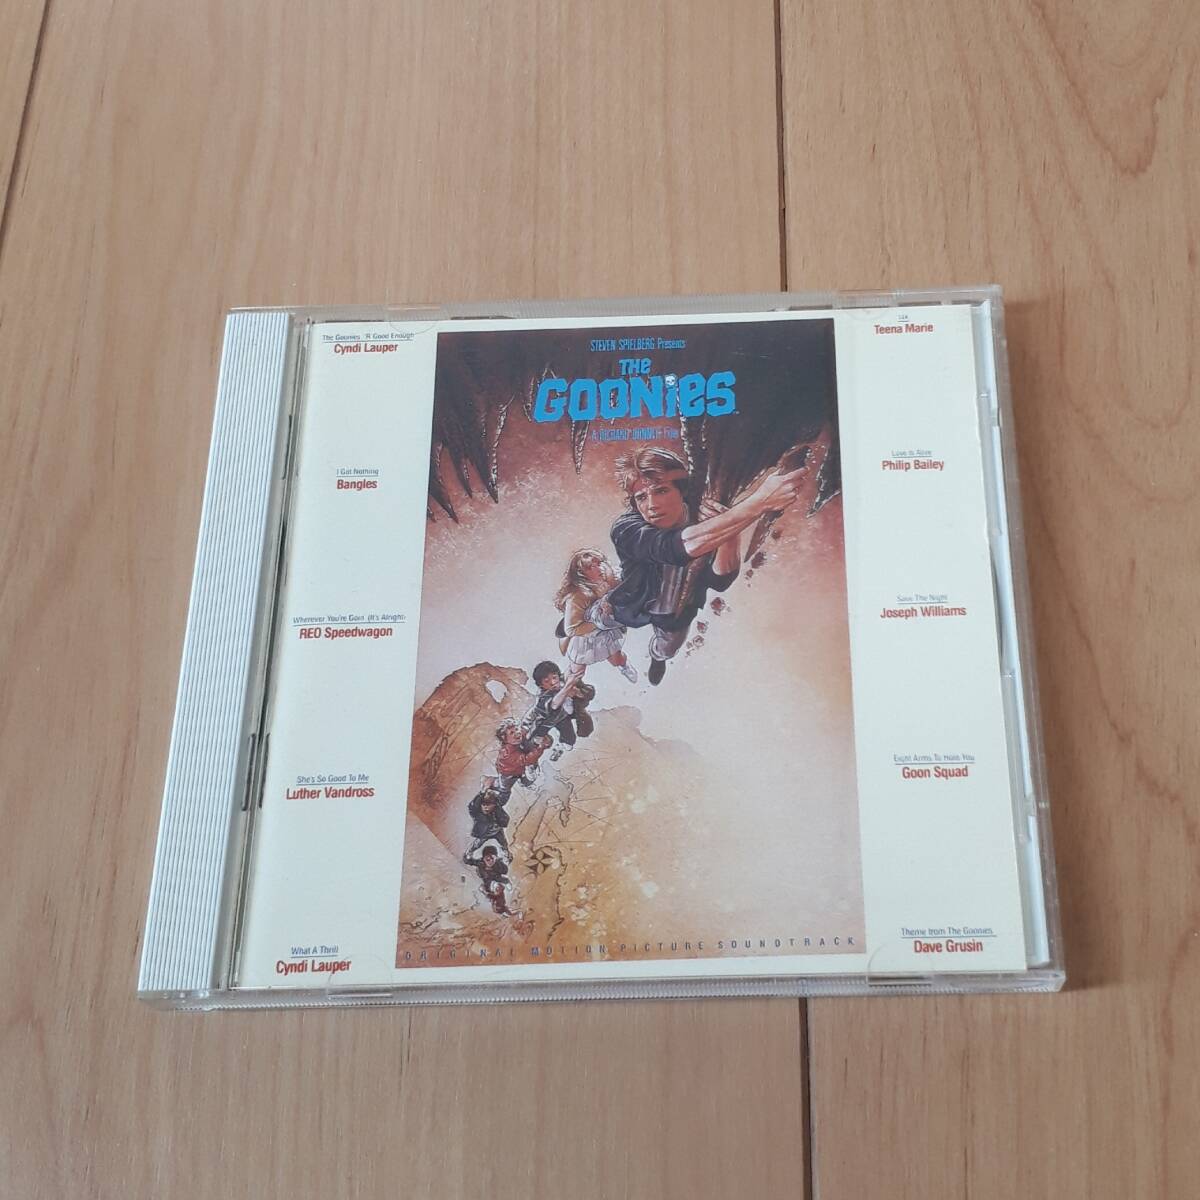 The Goonies 'R' Good Enough
Cyndi Lauper
I Got Nothing
Bangles
Wherever You're Goin' (It's Alright)
REO Speedwagon
She's So Good To Me
Luther Vandross
What A Thrill
Cyndi Lauper
STEVEN SPIELBERG Presents
THE
GOONIES
A RICHARD DONNER Film
ORIGINAL MOTION PICTURE SOUNDTRACK
14K
Teena Marie
Love Is Alive
Philip Bailey
Save The Night
Joseph Williams
Eight Arms To Hold You
Goon Squad
Theme from The Goonies
Dave Grusin